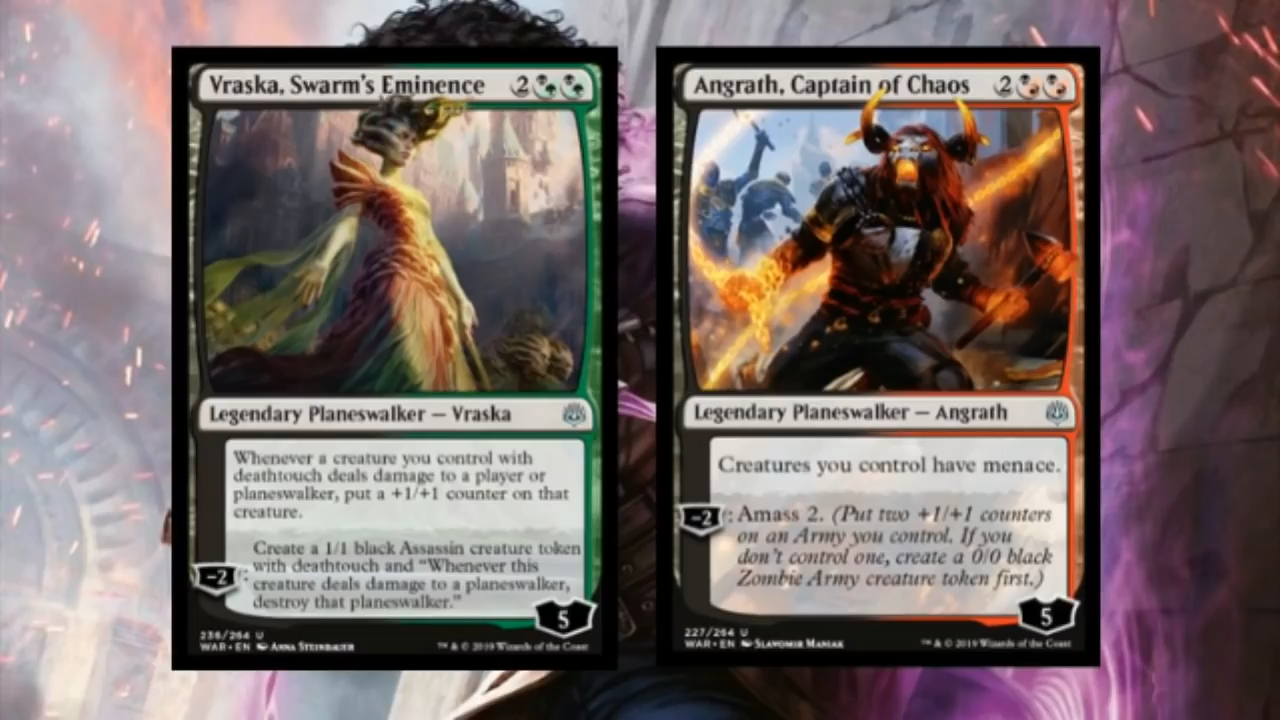 Vraska, Swarm's Eminence 2
Legendary Planeswalker — Vraska
Whenever a creature you control with
deathtouch deals damage to a player or
planeswalker, put a +1/+1 counter on that
creature.
Create a 1/1 black Assassin creature token
with deathtouch and “Whenever this
-2: creature deals damage to a planeswalker,
destroy that planeswalker.”
5
236/264 U
WAR • EN Anna Steinbauer ™ & © 2019 Wizards of the Coast
Angrath, Captain of Chaos 2
Legendary Planeswalker — Angrath
Creatures you control have menace.
-2: Amass 2. (Put two +1/+1 counters
on an Army you control. If you
don't control one, create a 0/0 black
Zombie Army creature token first.)
5
227/264 U
WAR • EN Slawomir Maniak ™ & © 2019 Wizards of the Coast